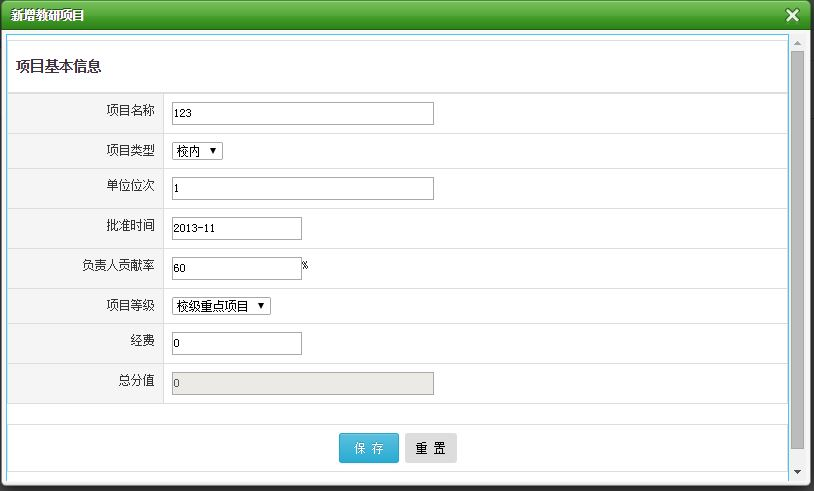 新增教研项目
项目基本信息
项目名称 123
项目类型 校内
单位位次 1
批准时间 2013-11
负责人贡献率 60 %
项目等级 校级重点项目
经费 0
总分值 0
保 存 重 置